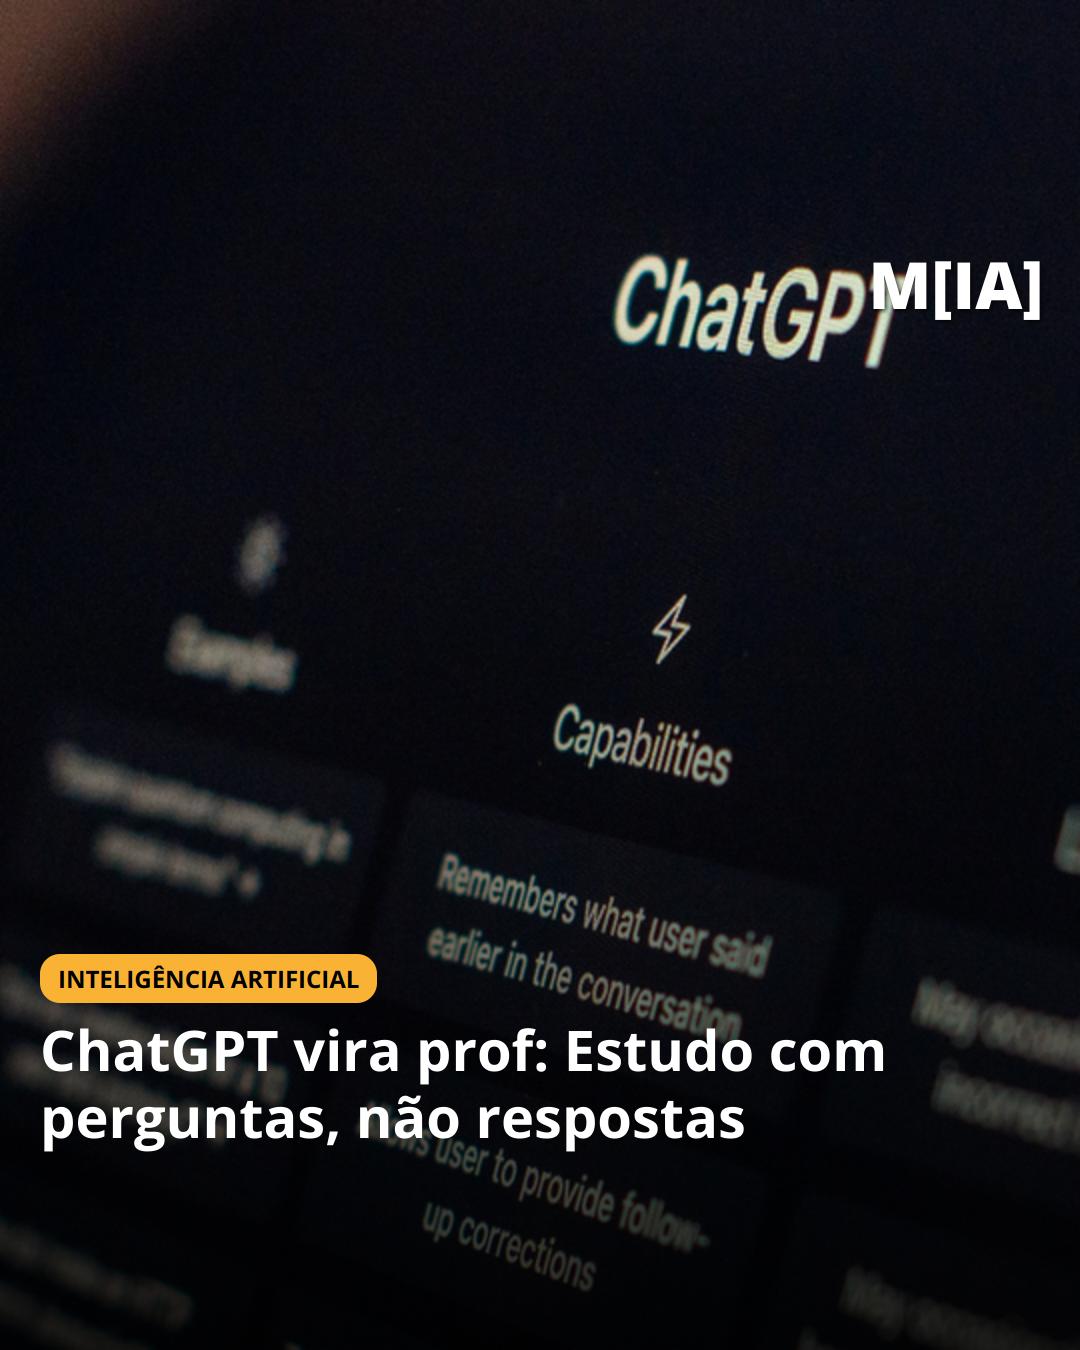 ChatGPT
M[IA]
Examples
Capabilities
Remembers what user said
earlier in the conversation
INTELIGÊNCIA ARTIFICIAL
ChatGPT vira prof: Estudo com
perguntas, não respostas
user to provide follow-
up corrections